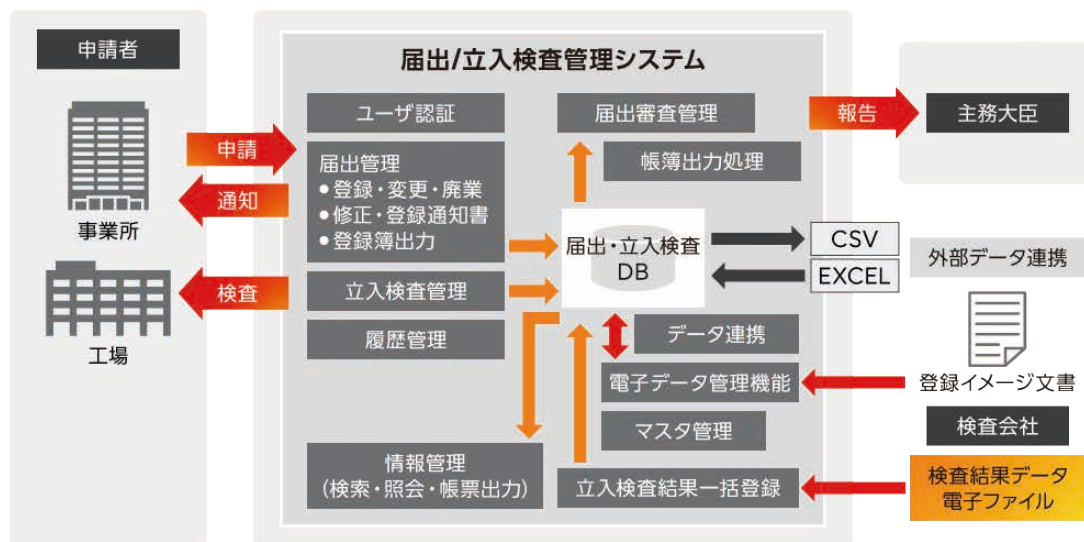 申請者
事業所
工場
申請
通知
検査
届出/立入検査管理システム
ユーザ認証
届出管理
●登録・変更・廃業
●修正・登録通知書
●登録簿出力
立入検査管理
履歴管理
情報管理
（検索・照会・帳票出力）
届出審査管理
帳簿出力処理
届出・立入検査
DB
データ連携
電子データ管理機能
マスタ管理
立入検査結果一括登録
報告
主務大臣
CSV
EXCEL
外部データ連携
登録イメージ文書
検査会社
検査結果データ
電子ファイル